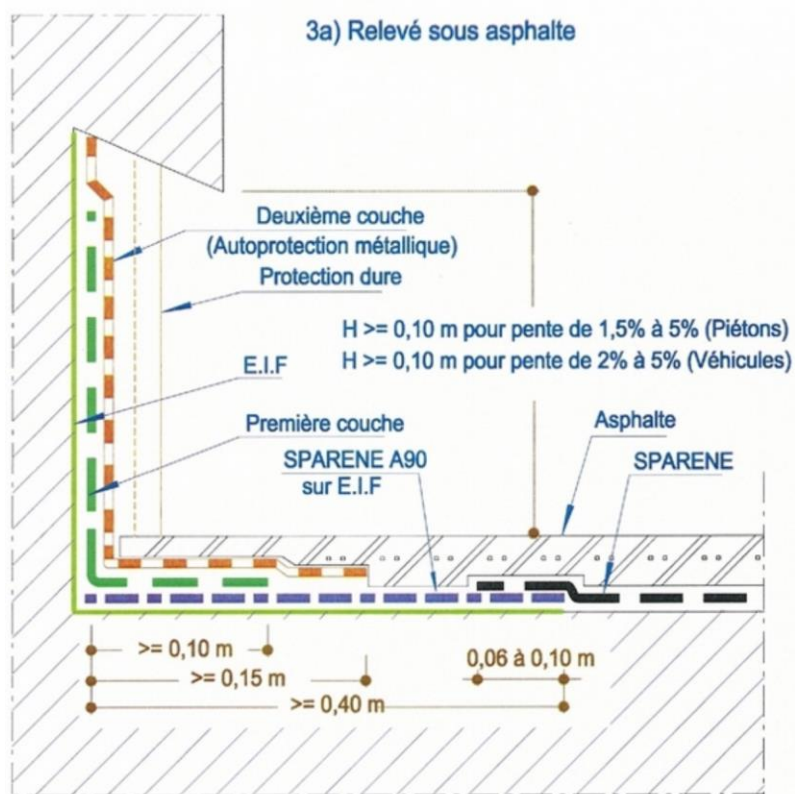 3a) Relevé sous asphalte
Deuxième couche
(Autoprotection métallique)
Protection dure
H >= 0,10 m pour pente de 1,5% à 5% (Piétons)
H >= 0,10 m pour pente de 2% à 5% (Véhicules)
E.I.F
Première couche
Asphalte
SPARENE A90
sur E.I.F
SPARENE
>= 0,10 m
0,06 à 0,10 m
>= 0,15 m
>= 0,40 m